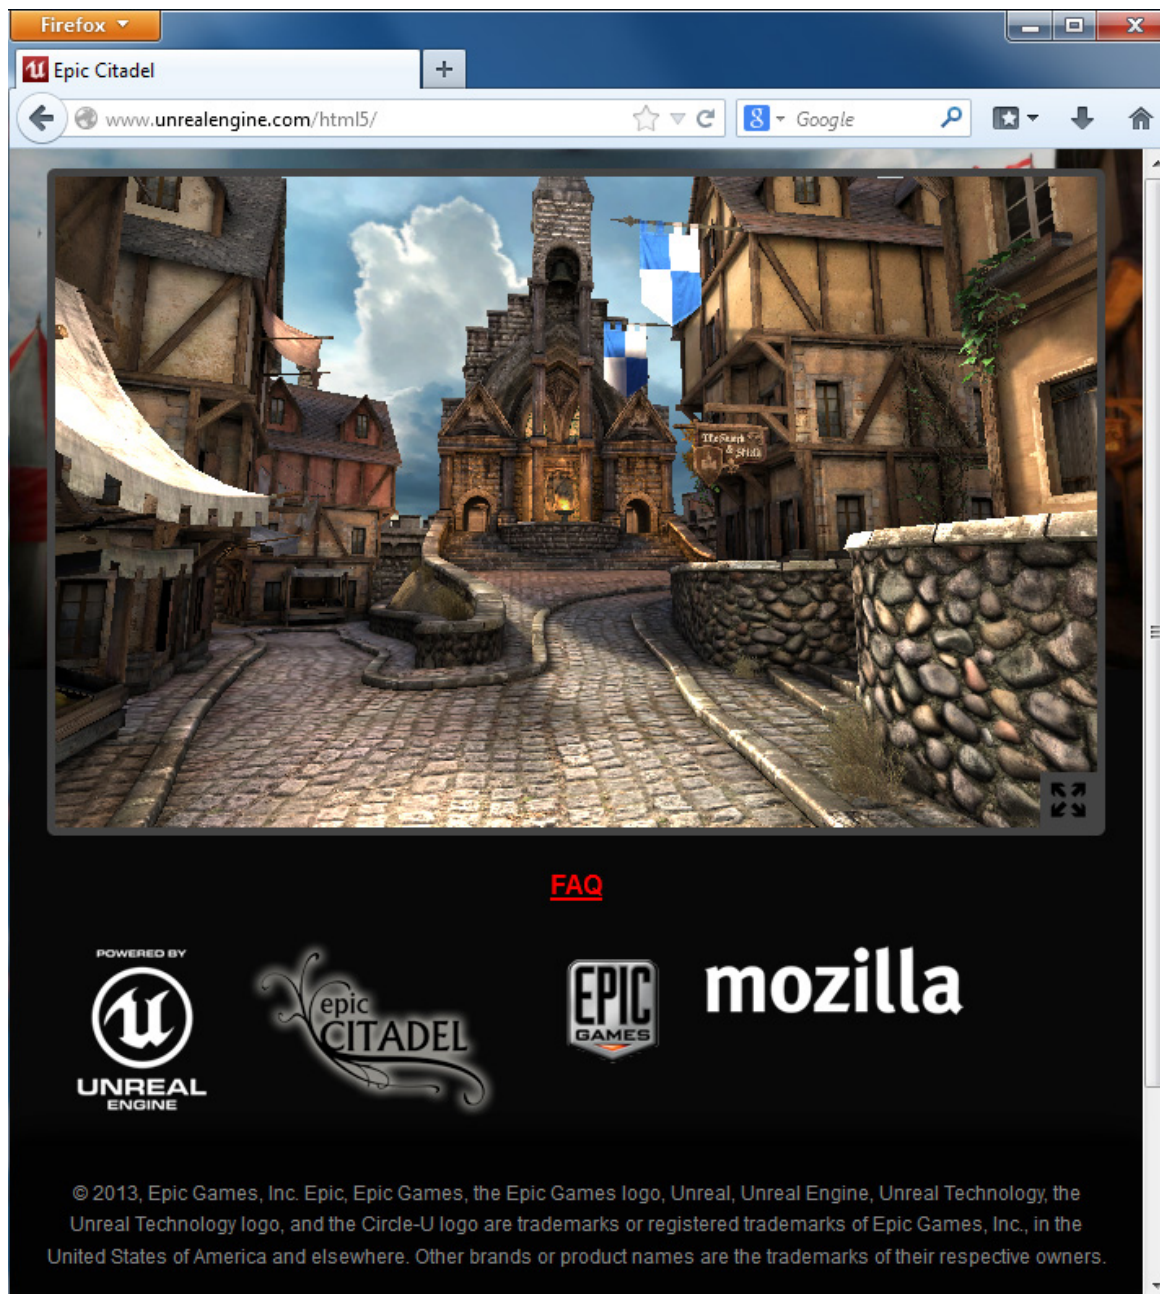 Firefox
Epic Citadel
www.unrealengine.com/html5/
Google
The Sword
& Shield
FAQ
POWERED BY
UNREAL
ENGINE
epic
CITADEL
EPIC
GAMES
mozilla
© 2013, Epic Games, Inc. Epic, Epic Games, the Epic Games logo, Unreal, Unreal Engine, Unreal Technology, the
Unreal Technology logo, and the Circle-U logo are trademarks or registered trademarks of Epic Games, Inc., in the
United States of America and elsewhere. Other brands or product names are the trademarks of their respective owners.